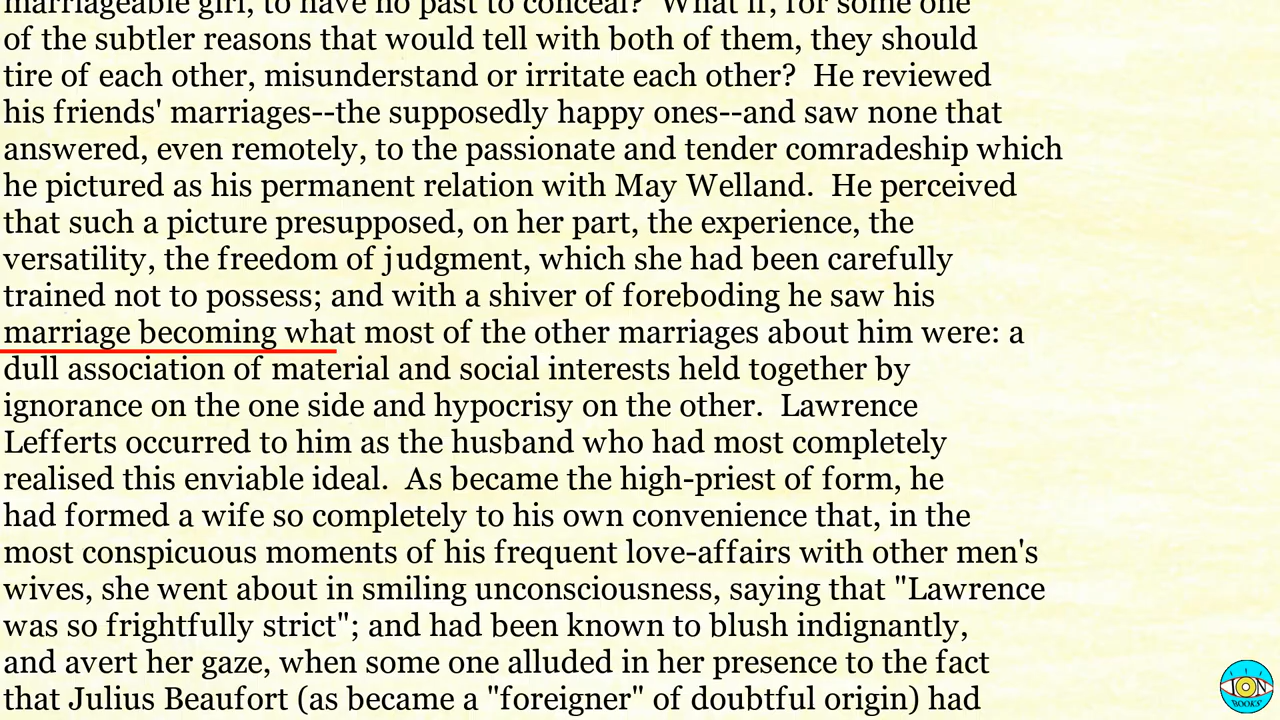 marriageable girl, to have no past to conceal?  What if, for some one
of the subtler reasons that would tell with both of them, they should
tire of each other, misunderstand or irritate each other?  He reviewed
his friends' marriages--the supposedly happy ones--and saw none that
answered, even remotely, to the passionate and tender comradeship which
he pictured as his permanent relation with May Welland.  He perceived
that such a picture presupposed, on her part, the experience, the
versatility, the freedom of judgment, which she had been carefully
trained not to possess; and with a shiver of foreboding he saw his
marriage becoming what most of the other marriages about him were: a
dull association of material and social interests held together by
ignorance on the one side and hypocrisy on the other.  Lawrence
Lefferts occurred to him as the husband who had most completely
realised this enviable ideal.  As became the high-priest of form, he
had formed a wife so completely to his own convenience that, in the
most conspicuous moments of his frequent love-affairs with other men's
wives, she went about in smiling unconsciousness, saying that "Lawrence
was so frightfully strict"; and had been known to blush indignantly,
and avert her gaze, when some one alluded in her presence to the fact
that Julius Beaufort (as became a "foreigner" of doubtful origin) had
ION
BOOKS